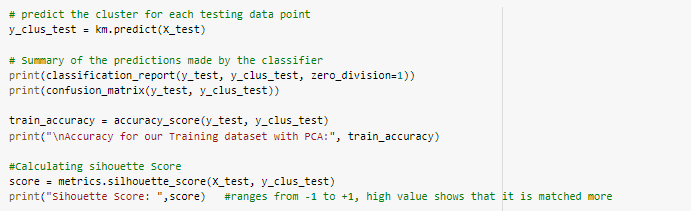 # predict the cluster for each testing data point
y_clus_test = km.predict(X_test)
# Summary of the predictions made by the classifier
print(classification_report(y_test, y_clus_test, zero_division=1))
print(confusion_matrix(y_test, y_clus_test))
train_accuracy = accuracy_score(y_test, y_clus_test)
print("\nAccuracy for our Training dataset with PCA:", train_accuracy)
#Calculating sihouette Score
score = metrics.silhouette_score(X_test, y_clus_test)
print("Sihouette Score: ",score)   #ranges from -1 to +1, high value shows that it is matched more